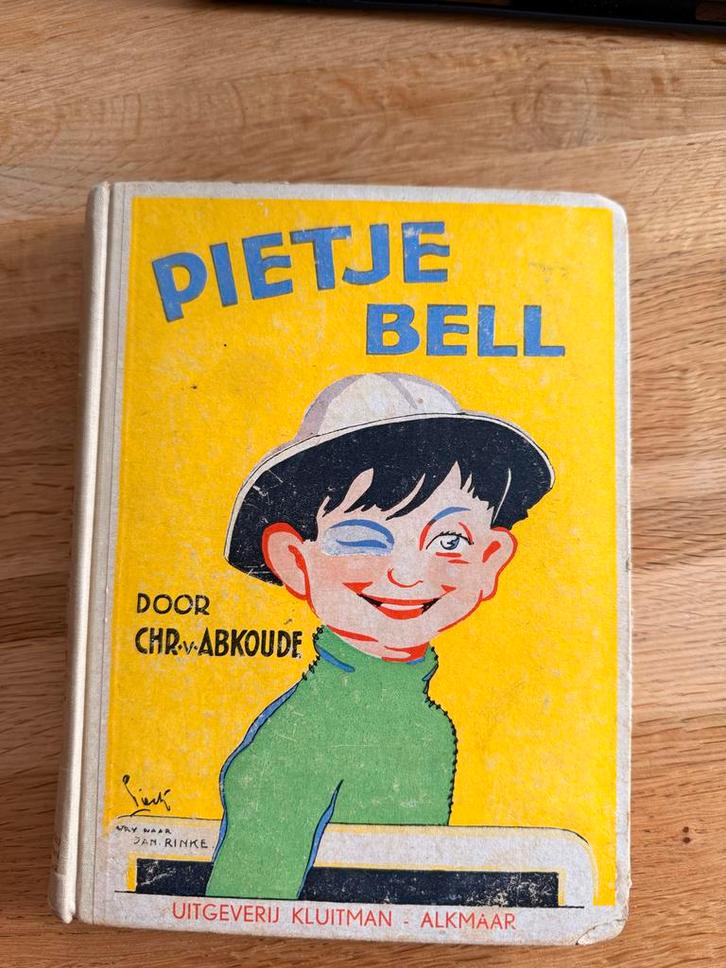 PIETJE
BELL
DOOR
CHR.v.ABKOUDE
VRY NAAR
JAN. RINKE.
UITGEVERIJ KLUITMAN - ALKMAAR